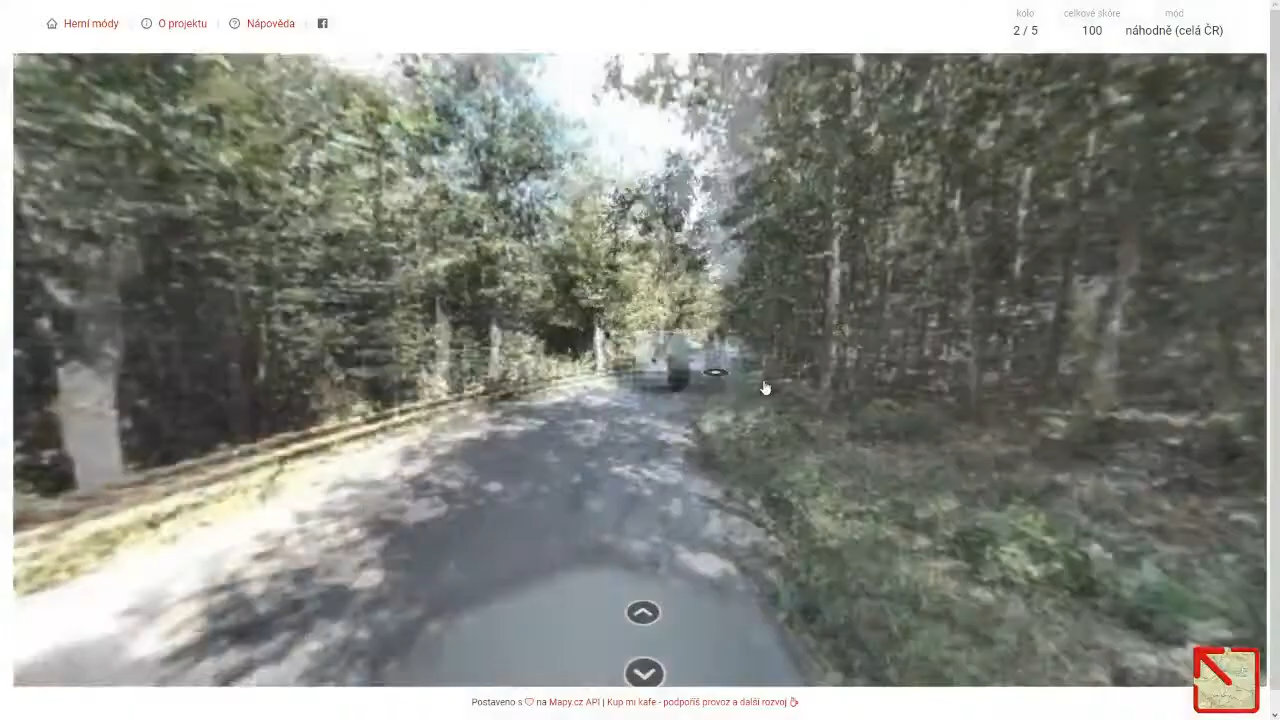 Herní módy
O projektu
Nápověda
kolo
2 / 5
celkové skóre
100
mód
náhodně (celá ČR)
Postaveno s na Mapy.cz API | Kup mi kafe - podpoříš provoz a další rozvoj